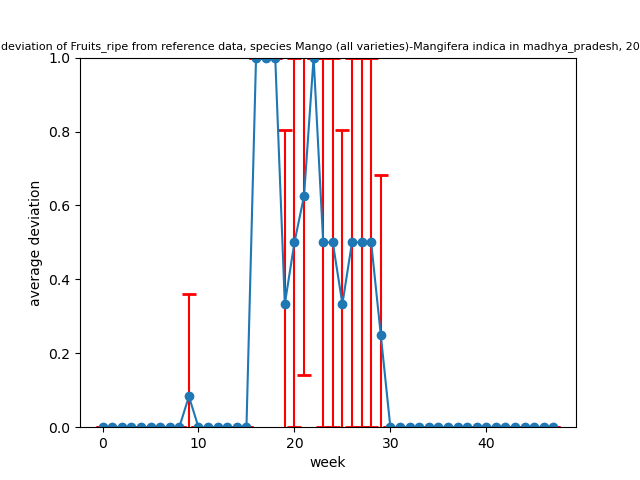 deviation of Fruits_ripe from reference data, species Mango (all varieties)-Mangifera indica in madhya_pradesh, 20
1.0
0.8
0.6
0.4
0.2
0.0
average deviation
0 10 20 30 40
week